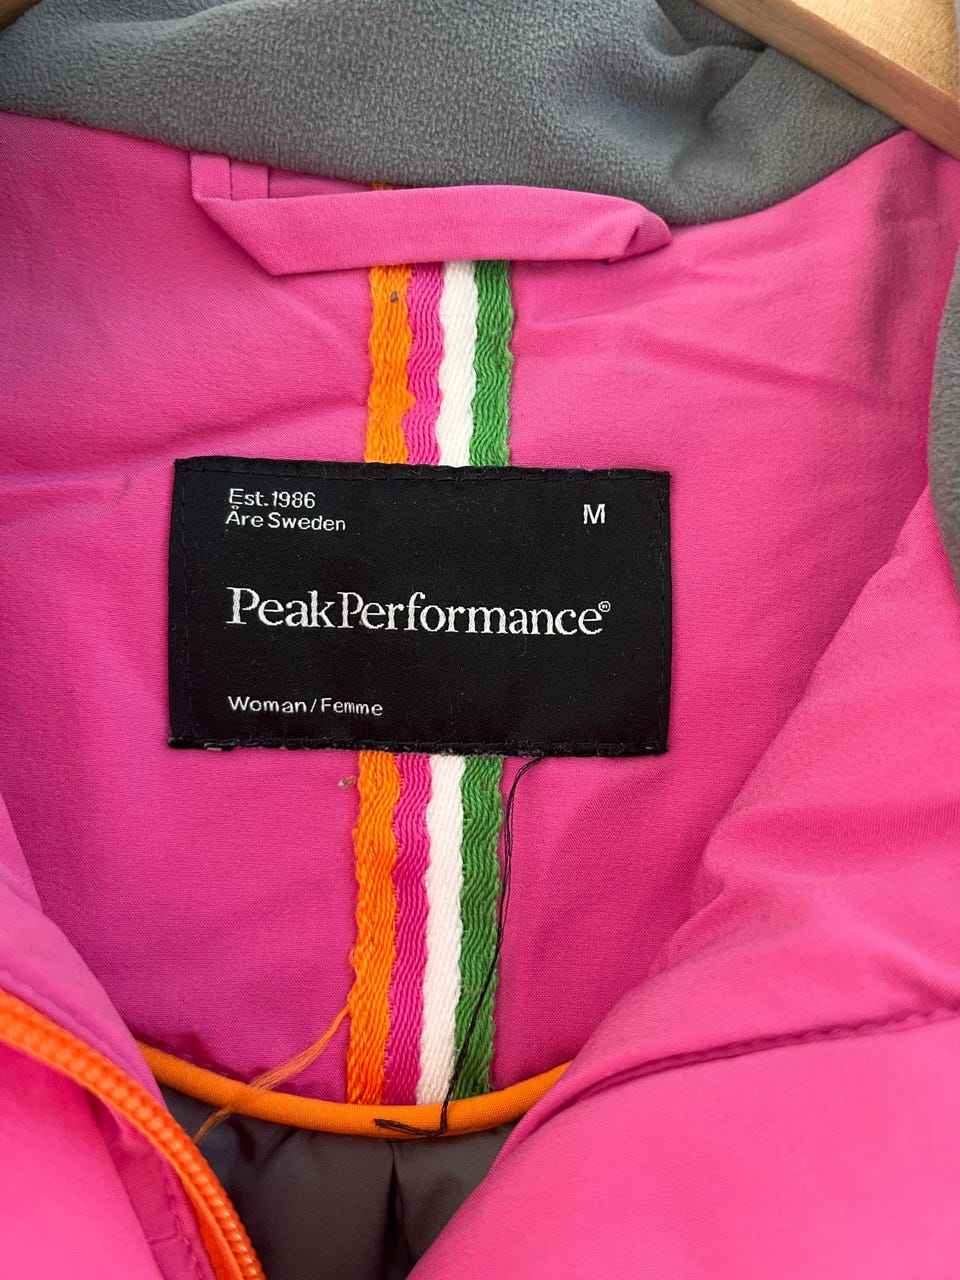 Est.1986
Åre Sweden
M
PeakPerformance®
Woman/Femme